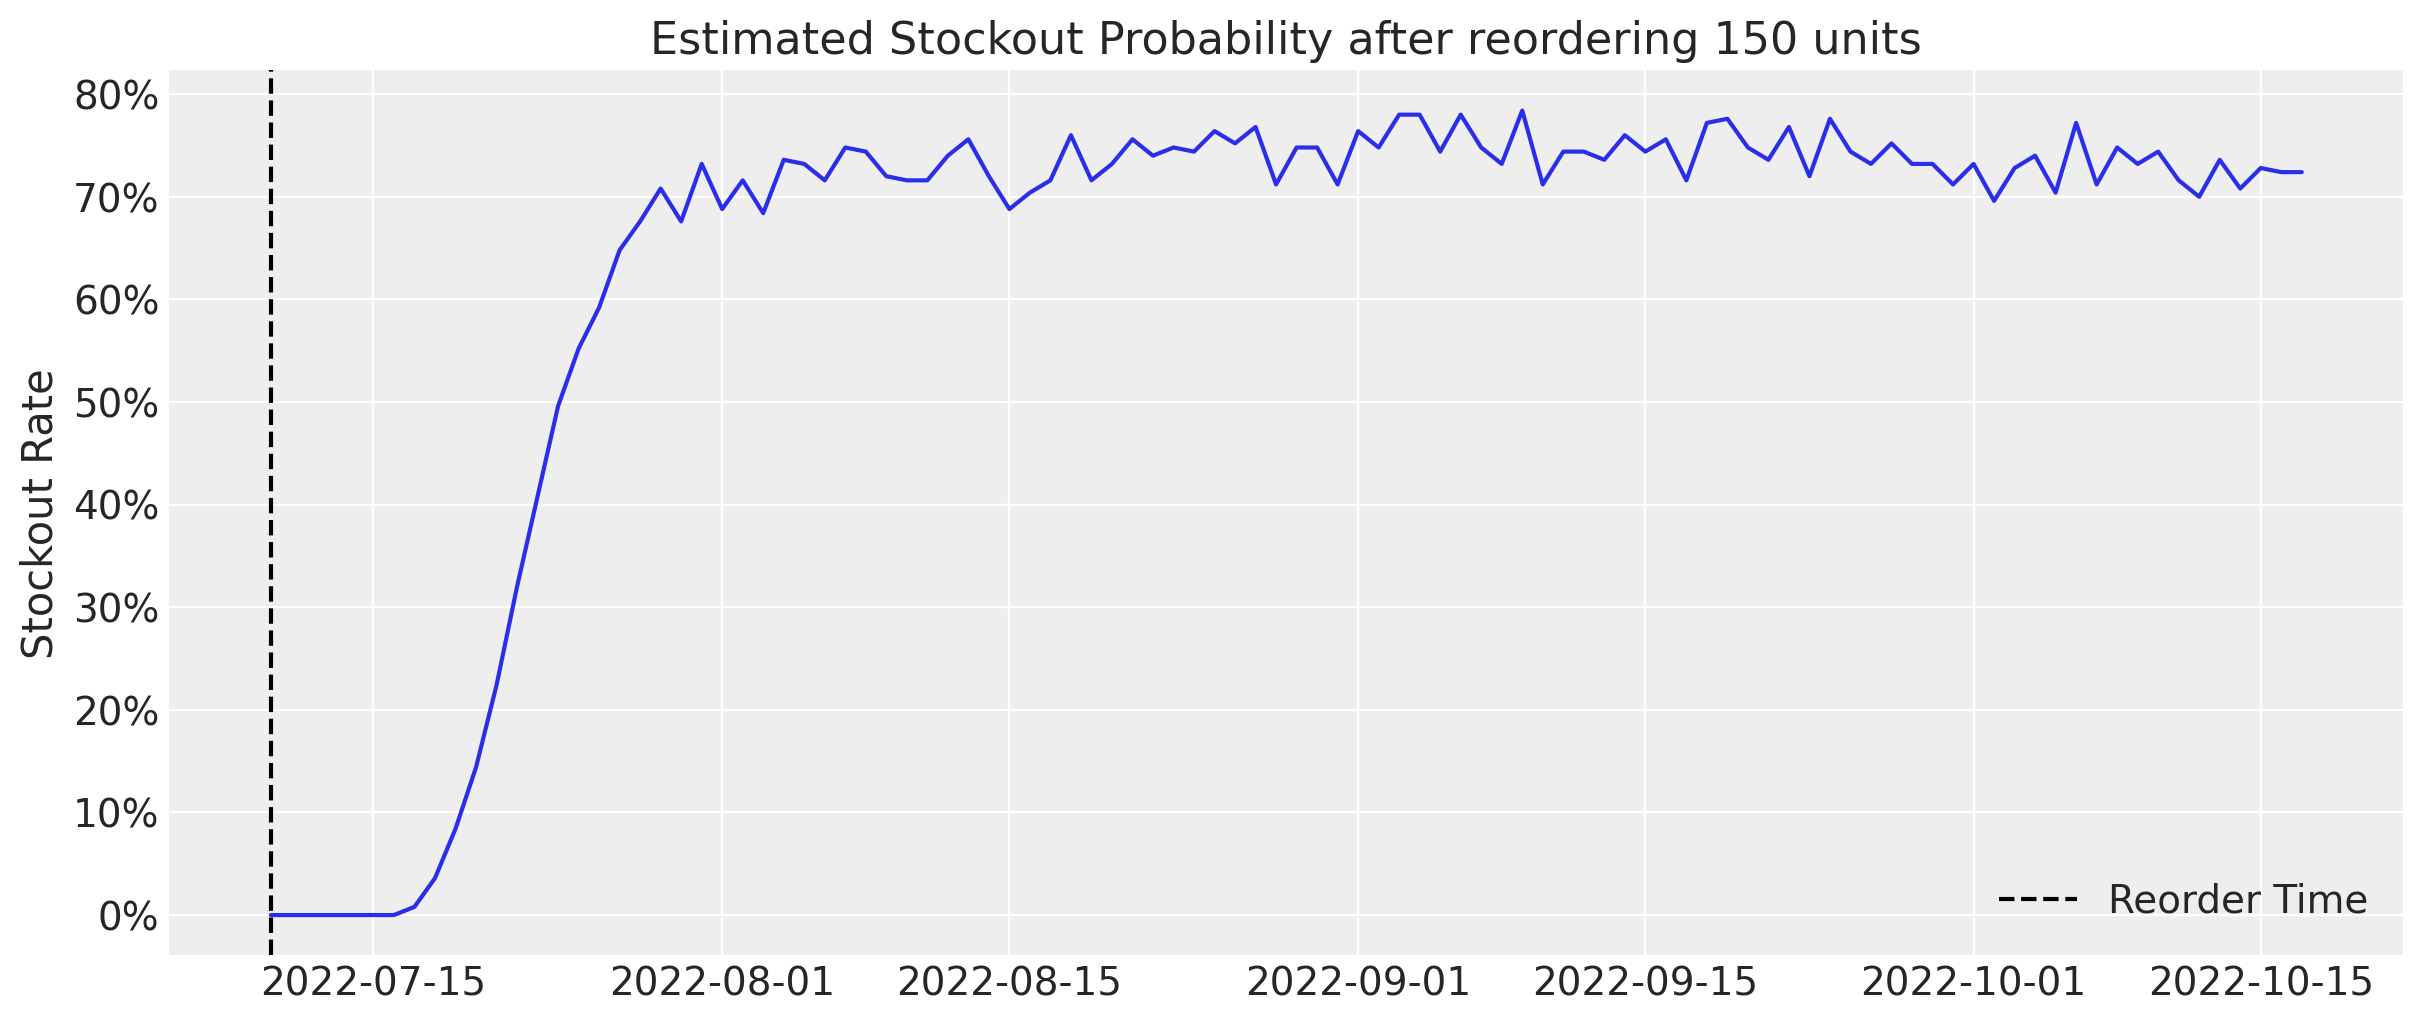 Estimated Stockout Probability after reordering 150 units
Stockout Rate
80%
70%
60%
50%
40%
30%
20%
10%
0%
Reorder Time
2022-07-15 2022-08-01 2022-08-15 2022-09-01 2022-09-15 2022-10-01 2022-10-15